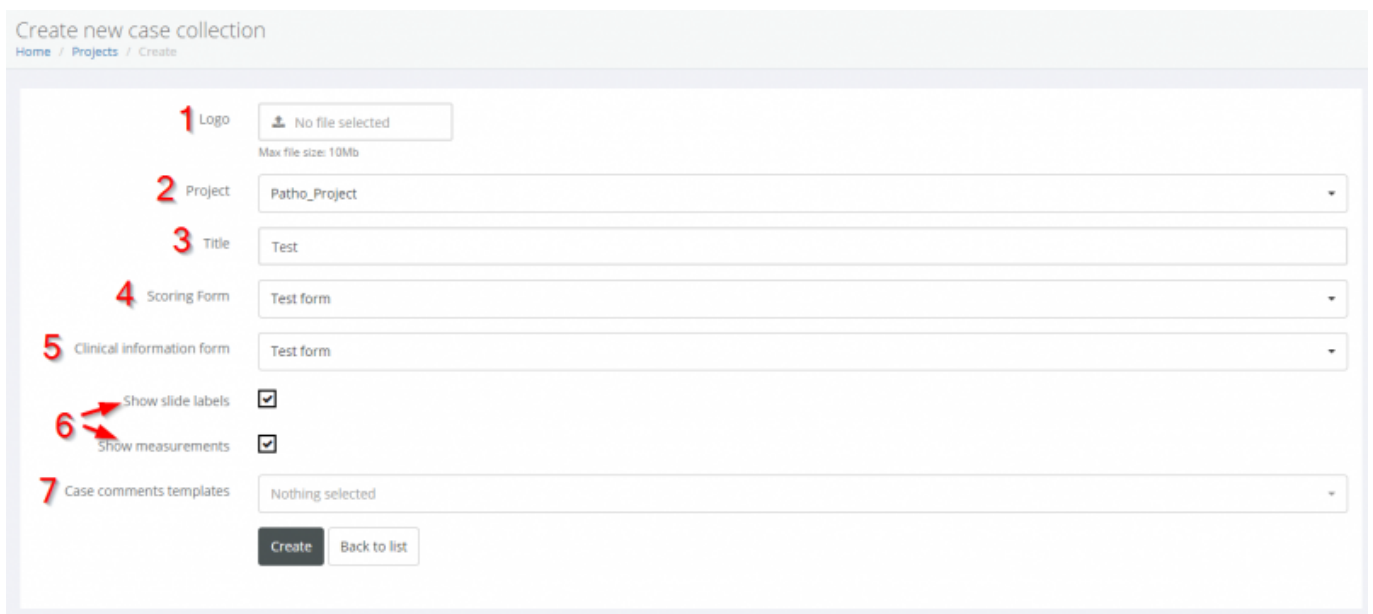 Create new case collection
Home / Projects / Create
1 Logo No file selected
Max file size: 10Mb
2 Project Patho_Project
3 Title Test
4 Scoring Form Test form
5 Clinical information form Test form
Show slide labels
6
Show measurements
7 Case comments templates Nothing selected
Create Back to list